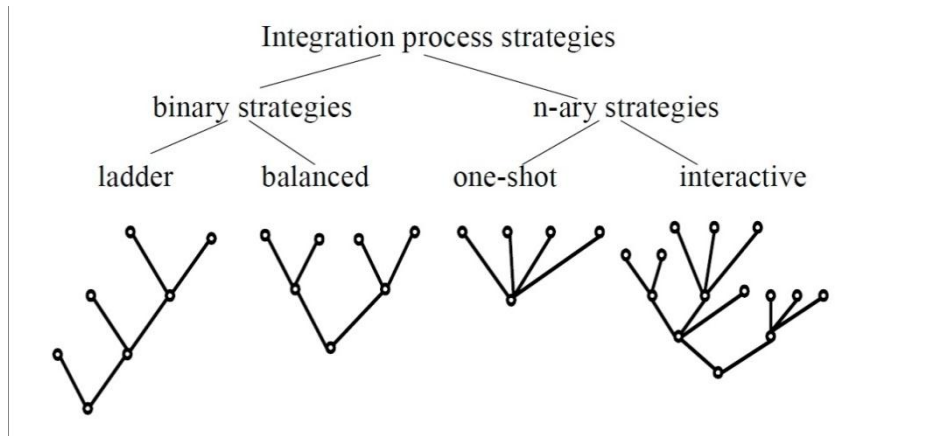 Integration process strategies
binary strategies n-ary strategies
ladder balanced one-shot interactive